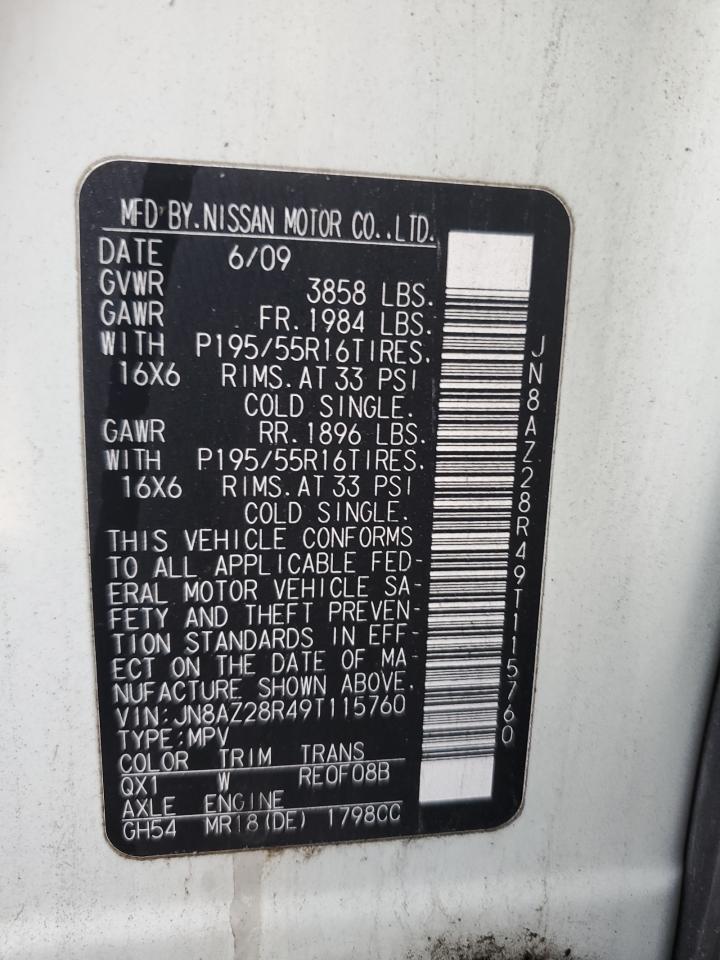 MFD BY.NISSAN MOTOR CO.,LTD.
DATE 6/09
GVWR 3858 LBS.
GAWR FR.1984 LBS.
WITH P195/55R16TIRES.
16X6 RIMS.AT 33 PSI
COLD SINGLE.
GAWR RR.1896 LBS.
WITH P195/55R16TIRES.
16X6 RIMS.AT 33 PSI
COLD SINGLE.
THIS VEHICLE CONFORMS
TO ALL APPLICABLE FED-
ERAL MOTOR VEHICLE SA-
FETY AND THEFT PREVEN-
TION STANDARDS IN EFF-
ECT ON THE DATE OF MA-
NUFACTURE SHOWN ABOVE.
VIN:JN8AZ28R49T115760
TYPE:MPV
COLOR TRIM TRANS
QX1 W RE0F08B
AXLE ENGINE
GH54 MR18(DE) 1798CC
JN8AZ28R49T115760